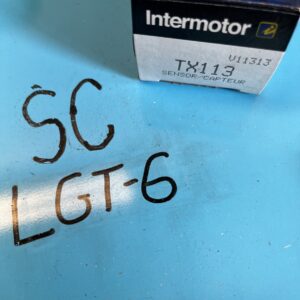 Intermotor
V11313
TX113
SENSOR/CAPTEUR
SC
LGT-6